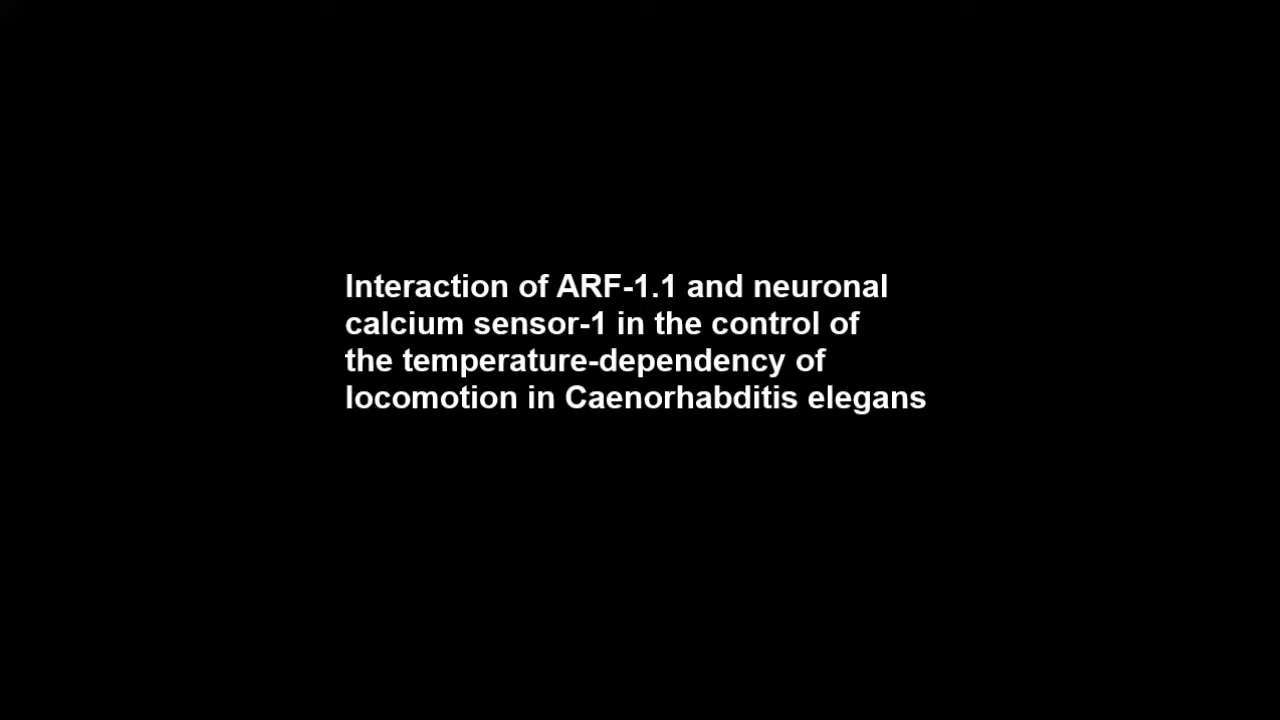 Interaction of ARF-1.1 and neuronal
calcium sensor-1 in the control of
the temperature-dependency of
locomotion in Caenorhabditis elegans